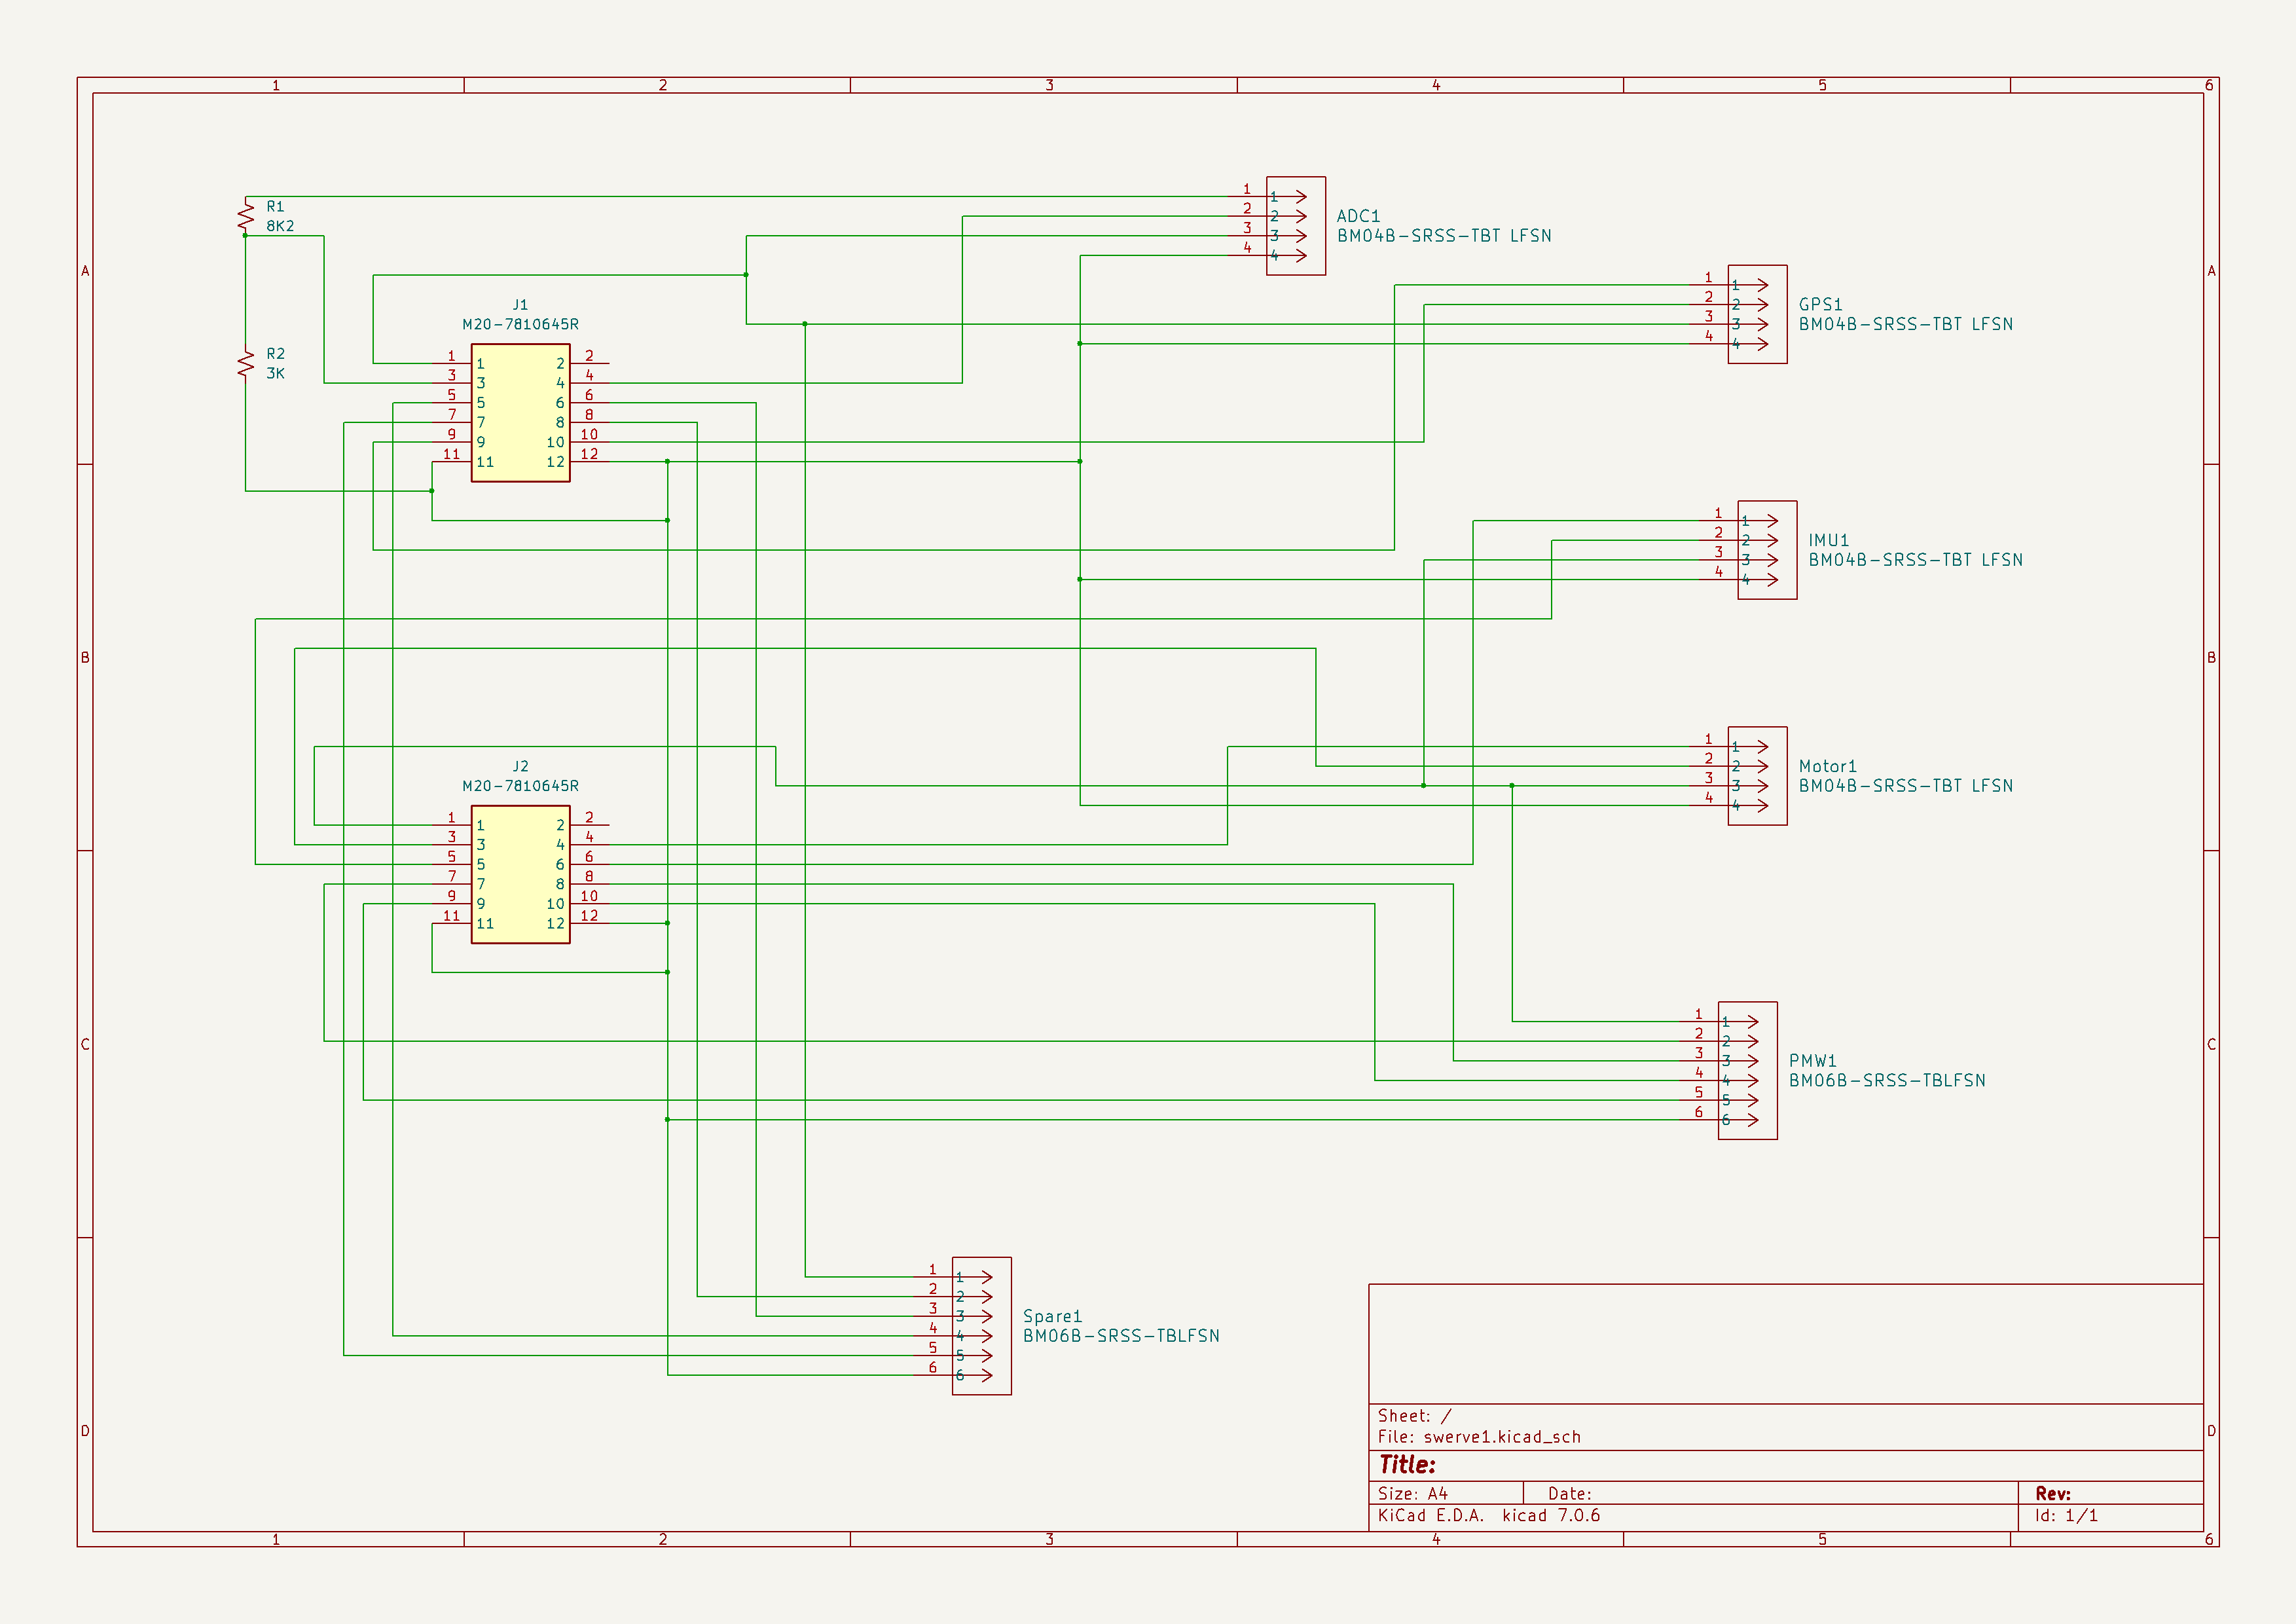 1 2 3 4 5 6
A A
B B
C C
D D
R1
8K2
R2
3K
J1
M20-7810645R
1 1 2 2
3 3 4 4
5 5 6 6
7 7 8 8
9 9 10 10
11 11 12 12
ADC1
BM04B-SRSS-TBT LFSN
1 1
2 2
3 3
4 4
GPS1
BM04B-SRSS-TBT LFSN
1 1
2 2
3 3
4 4
IMU1
BM04B-SRSS-TBT LFSN
1 1
2 2
3 3
4 4
J2
M20-7810645R
1 1 2 2
3 3 4 4
5 5 6 6
7 7 8 8
9 9 10 10
11 11 12 12
Motor1
BM04B-SRSS-TBT LFSN
1 1
2 2
3 3
4 4
PMW1
BM06B-SRSS-TBLFSN
1 1
2 2
3 3
4 4
5 5
6 6
Spare1
BM06B-SRSS-TBLFSN
1 1
2 2
3 3
4 4
5 5
6 6
Sheet: /
File: swerve1.kicad_sch
Title:
Size: A4 Date: Rev:
KiCad E.D.A. kicad 7.0.6 Id: 1/1
1 2 3 4 5 6